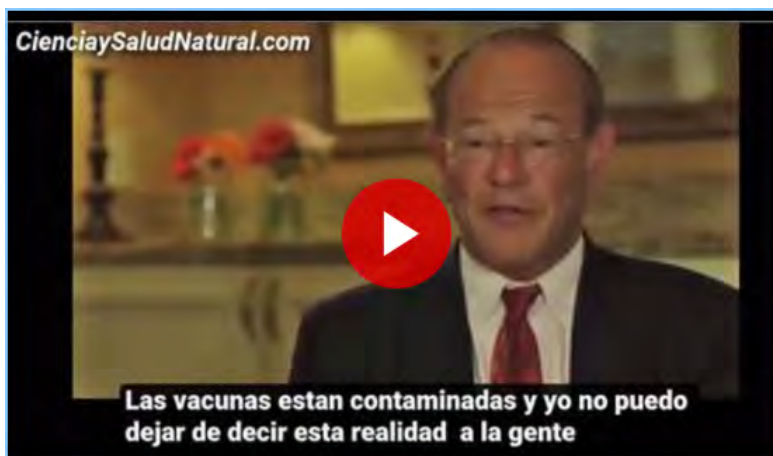 CienciaySaludNatural.com
Las vacunas estan contaminadas y yo no puedo
dejar de decir esta realidad a la gente